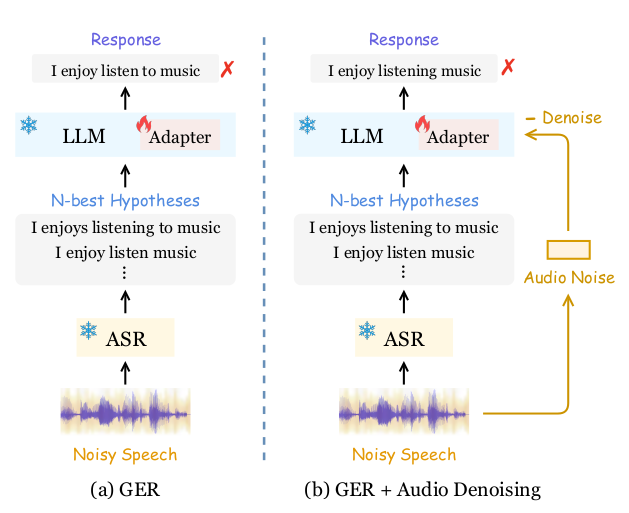 Response
I enjoy listen to music
LLM
Adapter
N-best Hypotheses
I enjoys listening to music
I enjoy listen music
ASR
Noisy Speech
(a) GER
Response
I enjoy listening music
LLM
Adapter
– Denoise
N-best Hypotheses
I enjoys listening to music
I enjoy listen music
Audio Noise
ASR
Noisy Speech
(b) GER + Audio Denoising